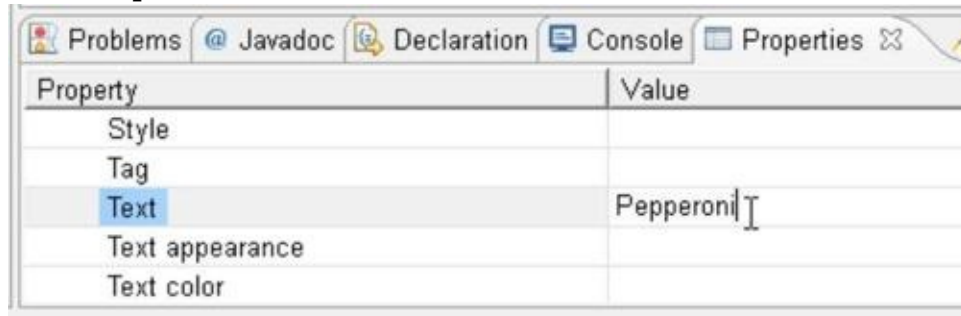 Problems @ Javadoc Declaration Console Properties
Property Value
Style
Tag
Text Pepperoni
Text appearance
Text color